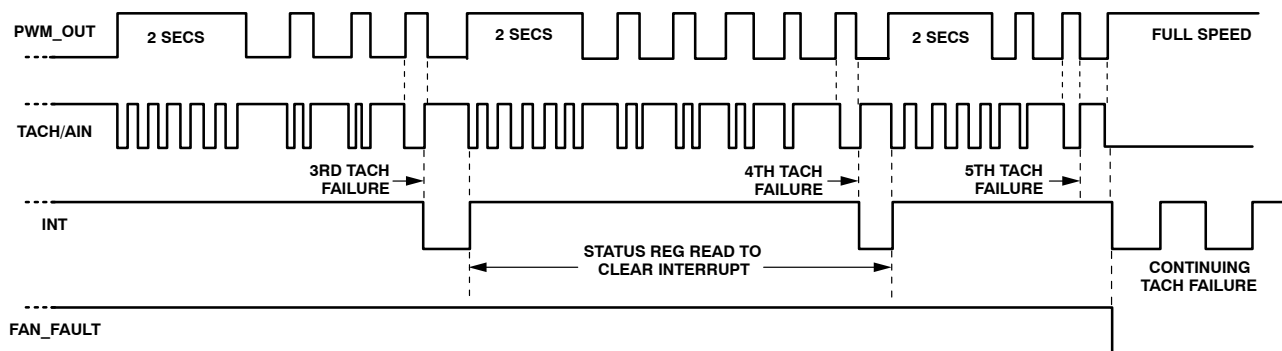 PWM_OUT
2 SECS
2 SECS
2 SECS
FULL SPEED
TACH/AIN
3RD TACH
FAILURE
4TH TACH
FAILURE
5TH TACH
FAILURE
INT
STATUS REG READ TO
CLEAR INTERRUPT
CONTINUING
TACH FAILURE
FAN_FAULT